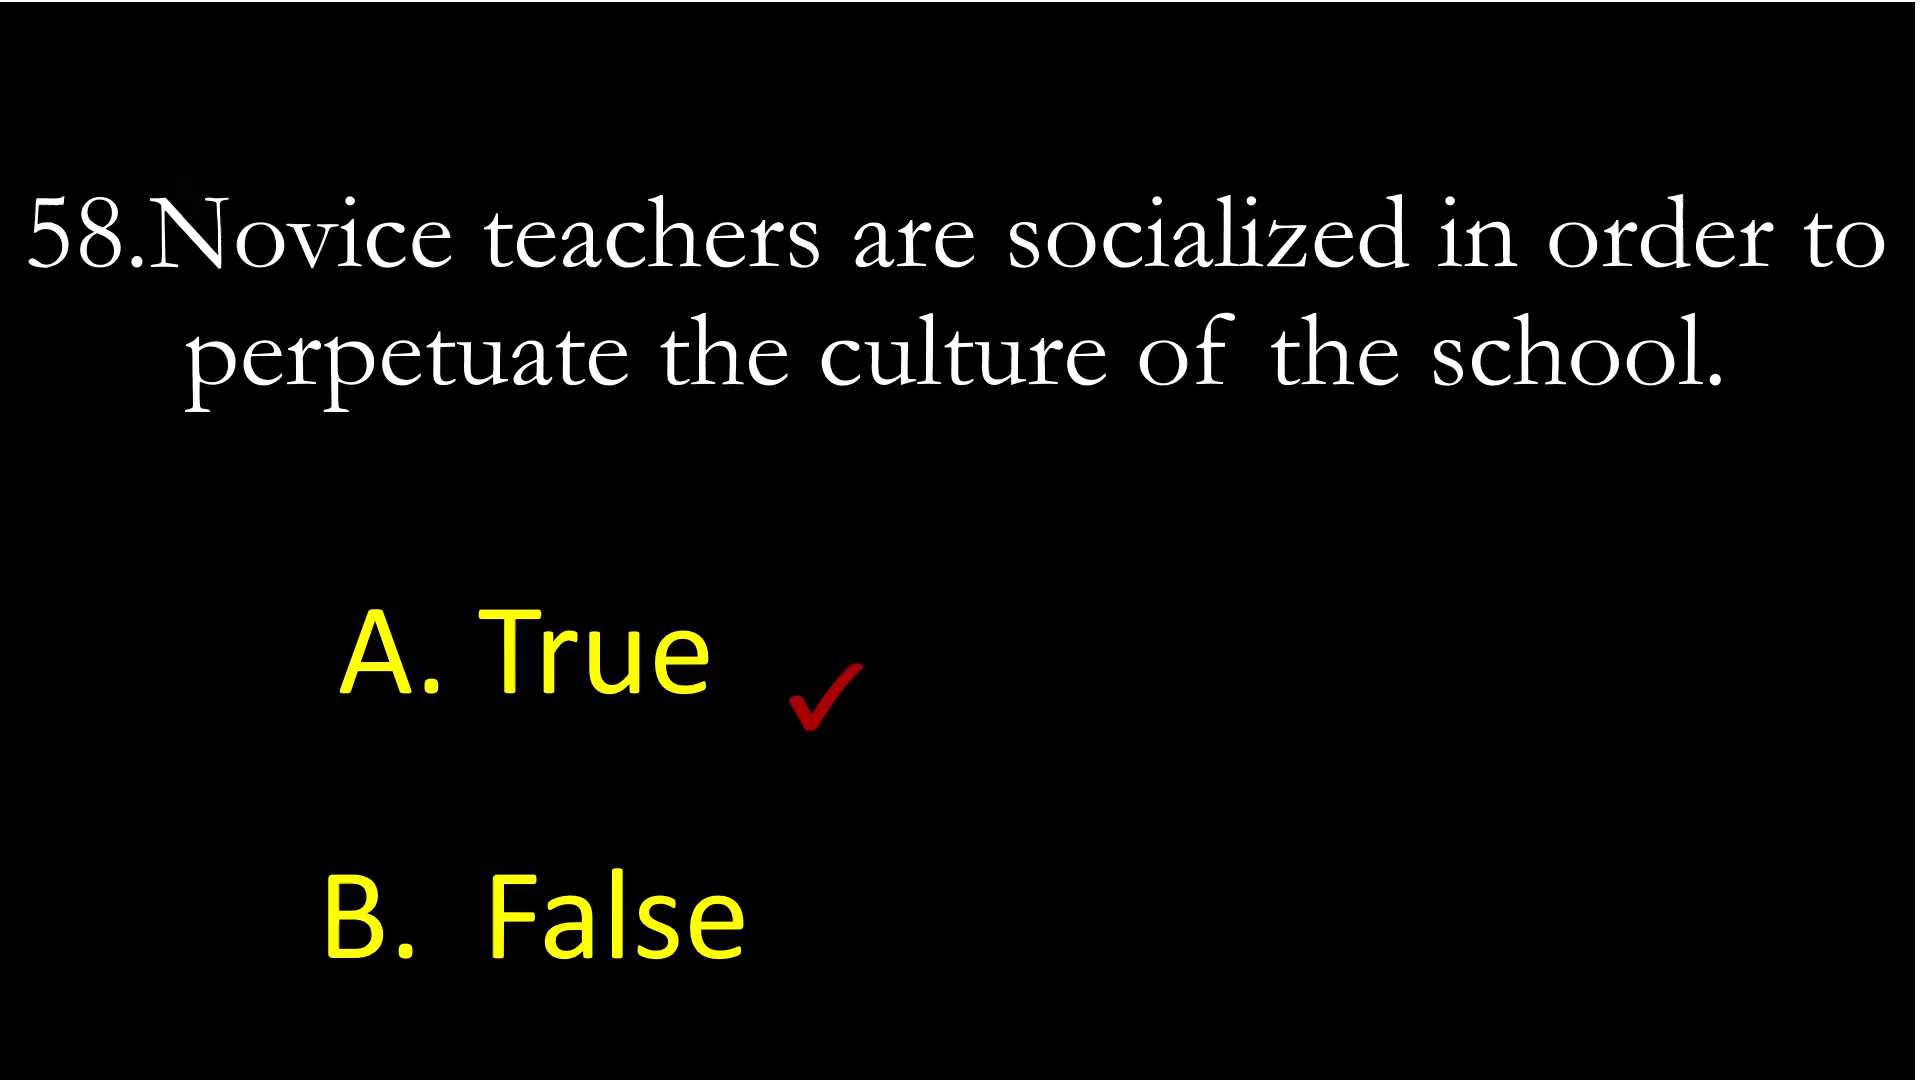 58.Novice teachers are socialized in order to
perpetuate the culture of the school.
A. True ✓
B. False